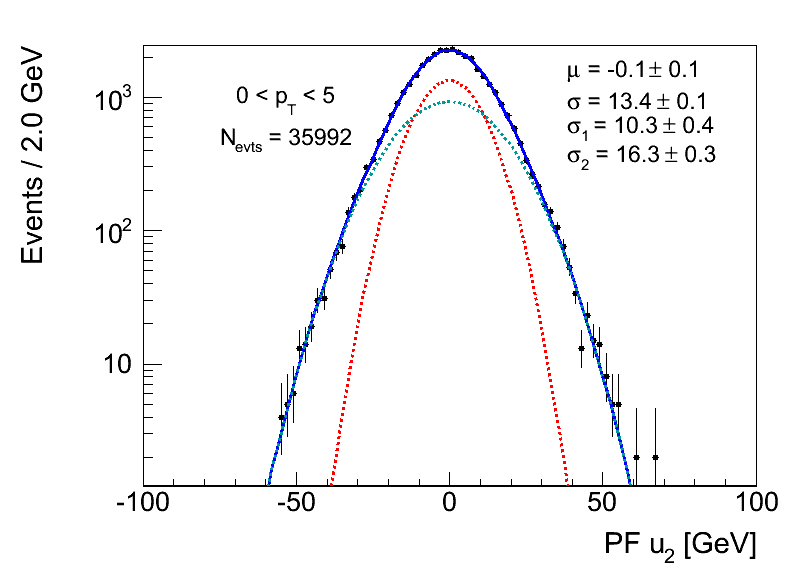 Events / 2.0 GeV
0 < p_T < 5
N_evts = 35992
μ = -0.1 ± 0.1
σ = 13.4 ± 0.1
σ_1 = 10.3 ± 0.4
σ_2 = 16.3 ± 0.3
10^3
10^2
10
-100 -50 0 50 100
PF u_2 [GeV]